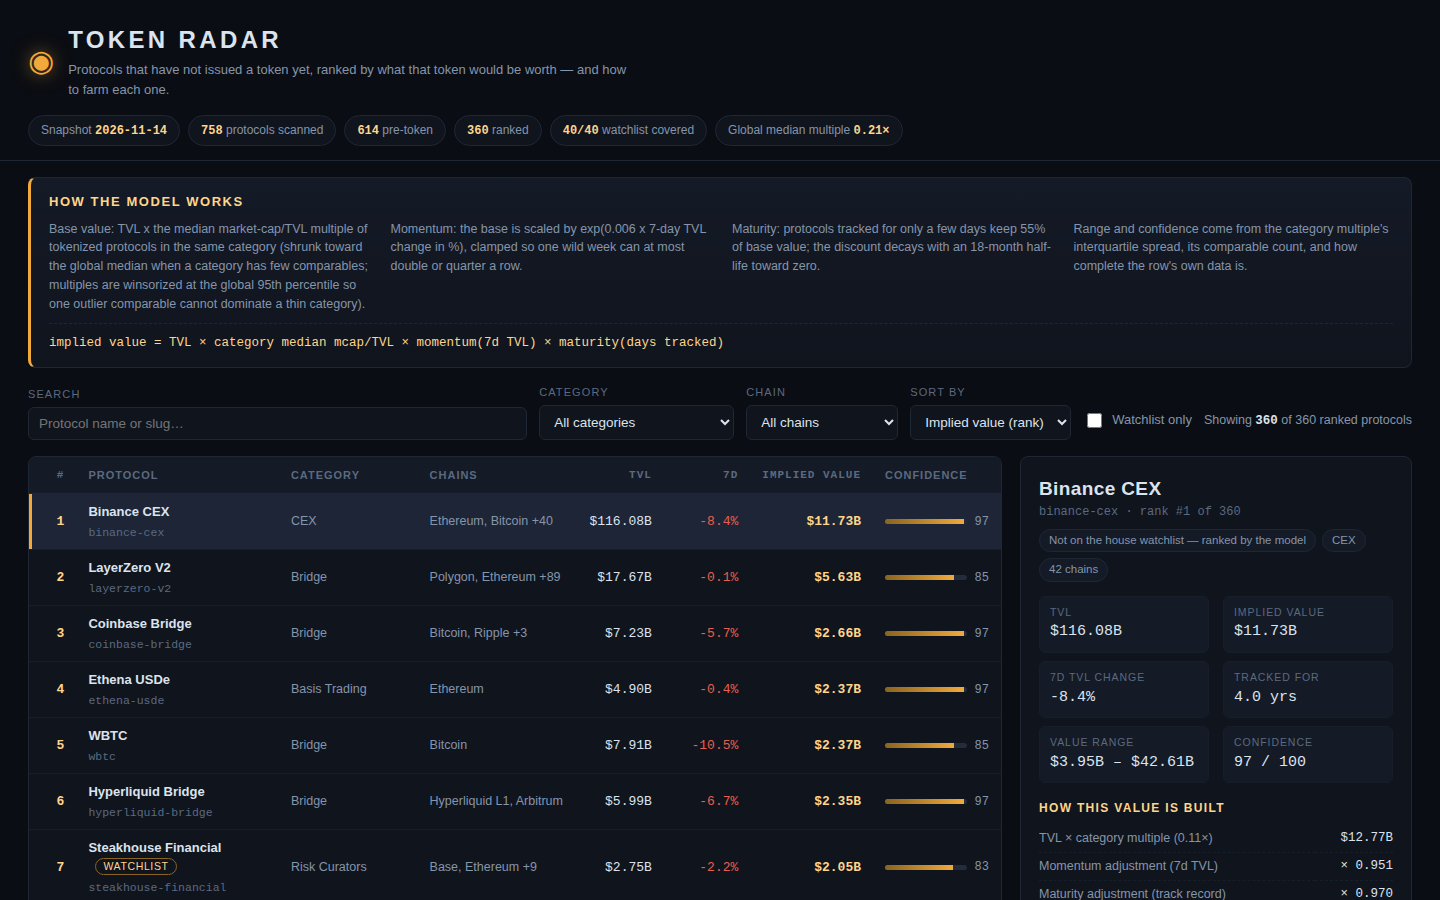 TOKEN RADAR
Protocols that have not issued a token yet, ranked by what that token would be worth — and how
to farm each one.
Snapshot 2026-11-14
758 protocols scanned
614 pre-token
360 ranked
40/40 watchlist covered
Global median multiple 0.21×
HOW THE MODEL WORKS
Base value: TVL x the median market-cap/TVL multiple of
tokenized protocols in the same category (shrunk toward
the global median when a category has few comparables;
multiples are winsorized at the global 95th percentile so
one outlier comparable cannot dominate a thin category).
Momentum: the base is scaled by exp(0.006 x 7-day TVL
change in %), clamped so one wild week can at most
double or quarter a row.
Maturity: protocols tracked for only a few days keep 55%
of base value; the discount decays with an 18-month half-
life toward zero.
Range and confidence come from the category multiple's
interquartile spread, its comparable count, and how
complete the row's own data is.
implied value = TVL × category median mcap/TVL × momentum(7d TVL) × maturity(days tracked)
SEARCH
Protocol name or slug…
CATEGORY
All categories
CHAIN
All chains
SORT BY
Implied value (rank)
Watchlist only
Showing 360 of 360 ranked protocols
# PROTOCOL CATEGORY CHAINS TVL 7D IMPLIED VALUE CONFIDENCE
1 Binance CEX CEX Ethereum, Bitcoin +40 $116.08B -8.4% $11.73B 97
binance-cex
2 LayerZero V2 Bridge Polygon, Ethereum +89 $17.67B -0.1% $5.63B 85
layerzero-v2
3 Coinbase Bridge Bridge Bitcoin, Ripple +3 $7.23B -5.7% $2.66B 97
coinbase-bridge
4 Ethena USDe Basis Trading Ethereum $4.90B -0.4% $2.37B 97
ethena-usde
5 WBTC Bridge Bitcoin $7.91B -10.5% $2.37B 85
wbtc
6 Hyperliquid Bridge Bridge Hyperliquid L1, Arbitrum $5.99B -6.7% $2.35B 97
hyperliquid-bridge
7 Steakhouse Financial WATCHLIST Risk Curators Base, Ethereum +9 $2.75B -2.2% $2.05B 83
steakhouse-financial
Binance CEX
binance-cex · rank #1 of 360
Not on the house watchlist — ranked by the model
CEX
42 chains
TVL
$116.08B
IMPLIED VALUE
$11.73B
7D TVL CHANGE
-8.4%
TRACKED FOR
4.0 yrs
VALUE RANGE
$3.95B – $42.61B
CONFIDENCE
97 / 100
HOW THIS VALUE IS BUILT
TVL × category multiple (0.11×) $12.77B
Momentum adjustment (7d TVL) × 0.951
Maturity adjustment (track record) × 0.970